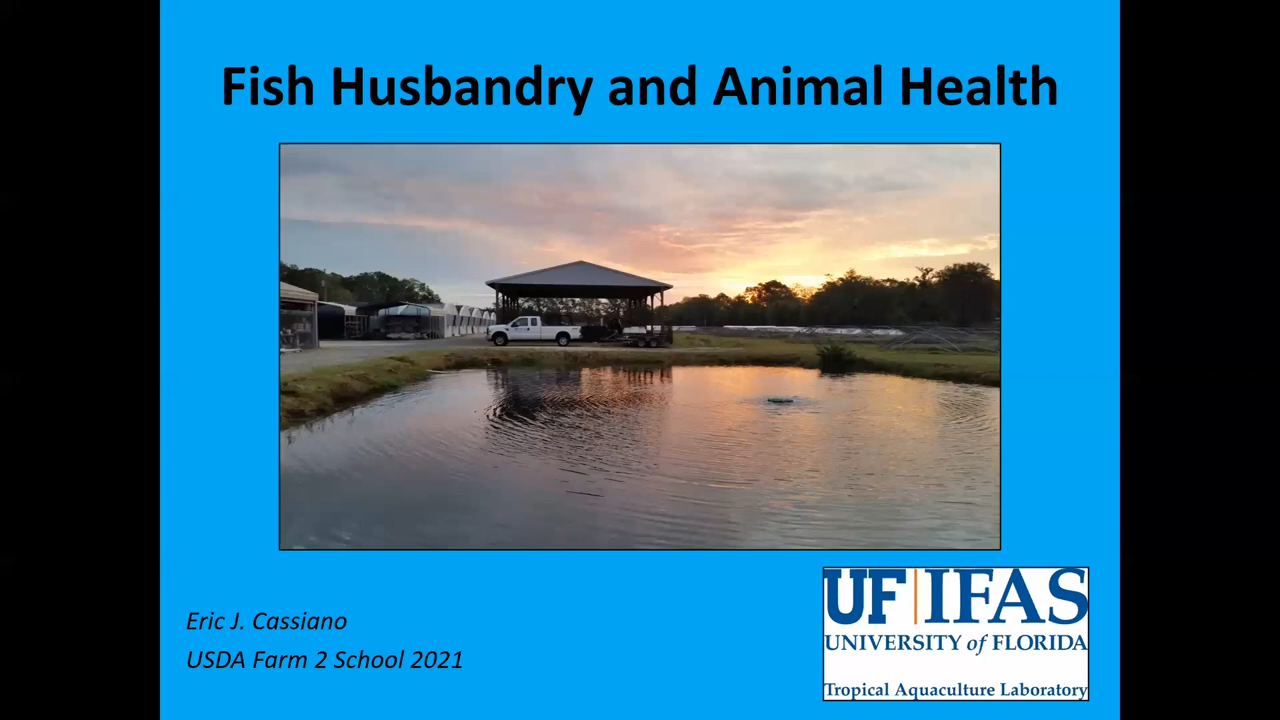 Fish Husbandry and Animal Health
Eric J. Cassiano
USDA Farm 2 School 2021
UF|IFAS
UNIVERSITY of FLORIDA
Tropical Aquaculture Laboratory